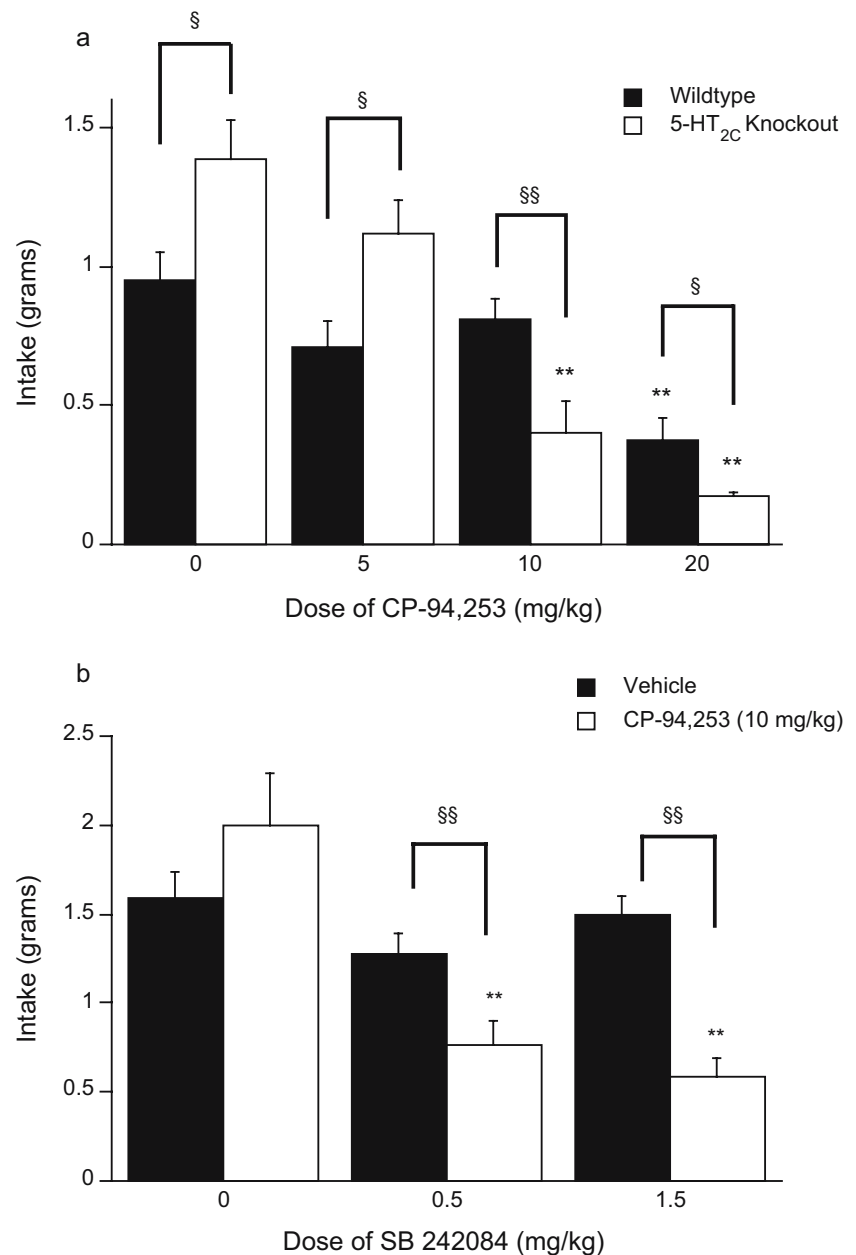 a
§
§
§§
§
Wildtype
5-HT2C Knockout
1.5
1
0.5
0
**
**
**
Intake (grams)
0 5 10 20
Dose of CP-94,253 (mg/kg)
b
Vehicle
CP-94,253 (10 mg/kg)
2.5
2
1.5
1
0.5
0
§§
§§
**
**
Intake (grams)
0 0.5 1.5
Dose of SB 242084 (mg/kg)